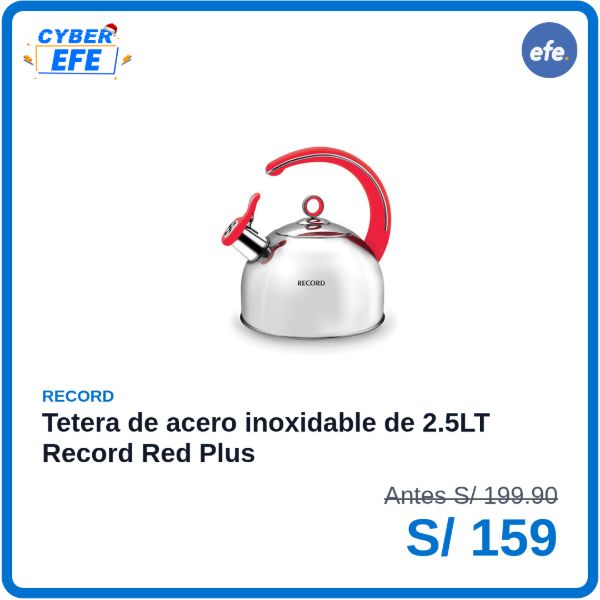 CYBER
EFE
efe.
RECORD
RECORD
Tetera de acero inoxidable de 2.5LT
Record Red Plus
Antes S/ 199.90
S/ 159